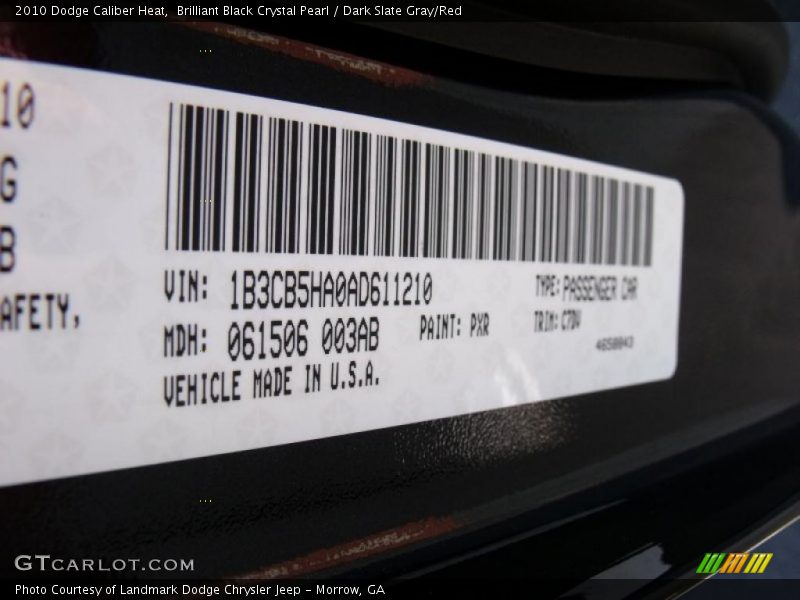 2010 Dodge Caliber Heat, Brilliant Black Crystal Pearl / Dark Slate Gray/Red
10
G
B
AFETY,
VIN: 1B3CB5HA0AD611210 TYPE: PASSENGER CAR
MDH: 061506 003AB PAINT: PXR TRIM: C7DV
VEHICLE MADE IN U.S.A.
GTCARLOT.COM
Photo Courtesy of Landmark Dodge Chrysler Jeep - Morrow, GA